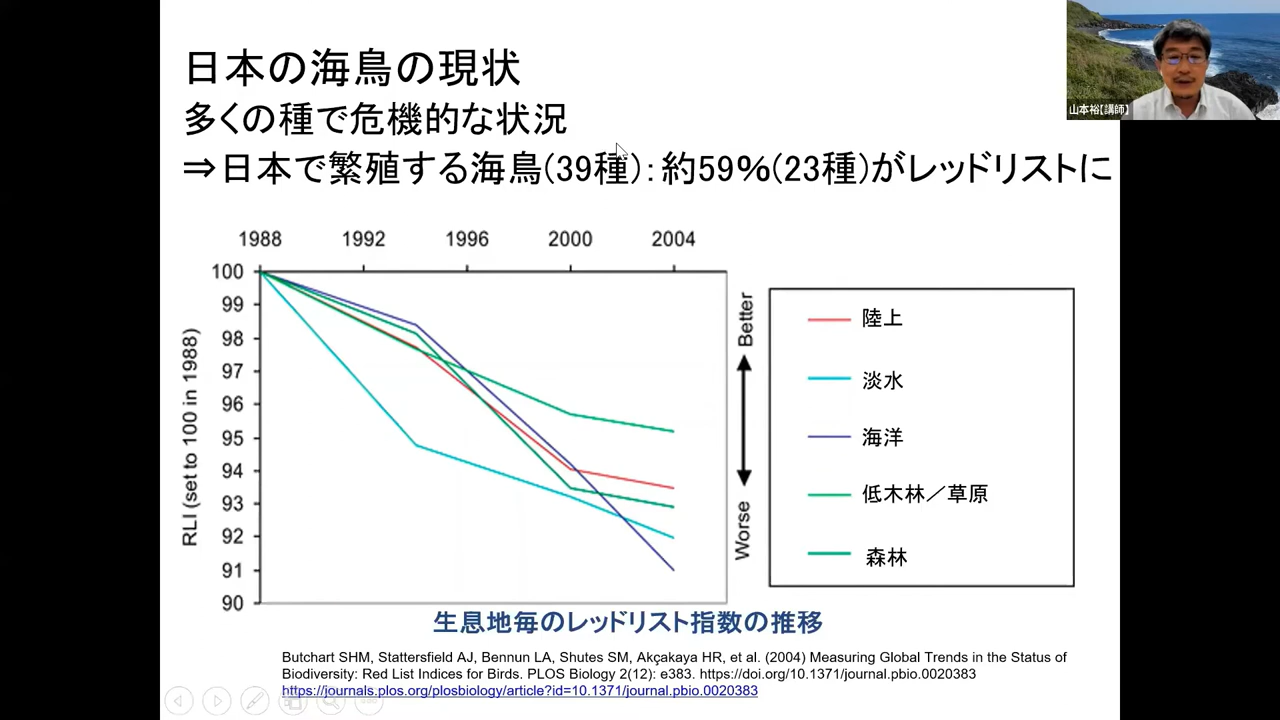 日本の海鳥の現状
多くの種で危機的な状況
⇒日本で繁殖する海鳥(39種)：約59%(23種)がレッドリストに
山本裕【講師】
1988 1992 1996 2000 2004
100
99
98
97
96
95
94
93
92
91
90
RLI (set to 100 in 1988)
Better
Worse
陸上
淡水
海洋
低木林／草原
森林
生息地毎のレッドリスト指数の推移
Butchart SHM, Stattersfield AJ, Bennun LA, Shutes SM, Akçakaya HR, et al. (2004) Measuring Global Trends in the Status of
Biodiversity: Red List Indices for Birds. PLOS Biology 2(12): e383. https://doi.org/10.1371/journal.pbio.0020383
https://journals.plos.org/plosbiology/article?id=10.1371/journal.pbio.0020383